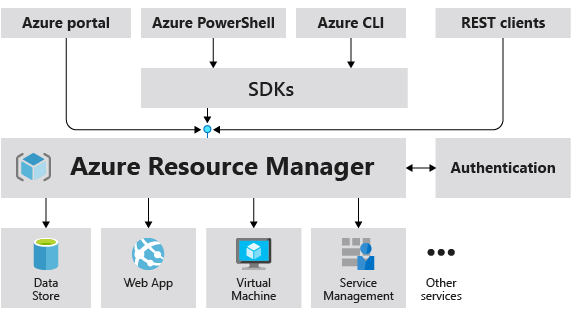 Azure portal
Azure PowerShell
Azure CLI
REST clients
SDKs
Azure Resource Manager
Authentication
Data
Store
Web App
Virtual
Machine
Service
Management
Other
services